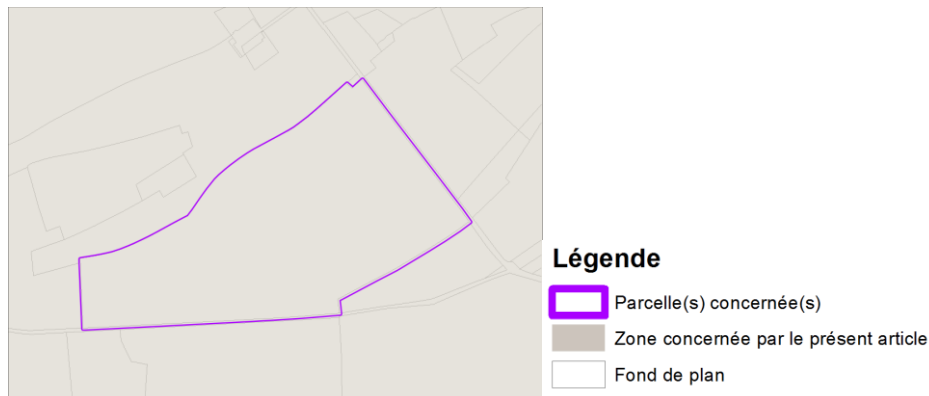 Légende
Parcelle(s) concernée(s)
Zone concernée par le présent article
Fond de plan